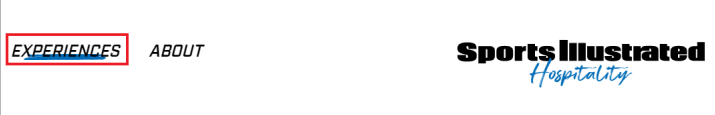 EXPERIENCES ABOUT
Sports Illustrated
Hospitality